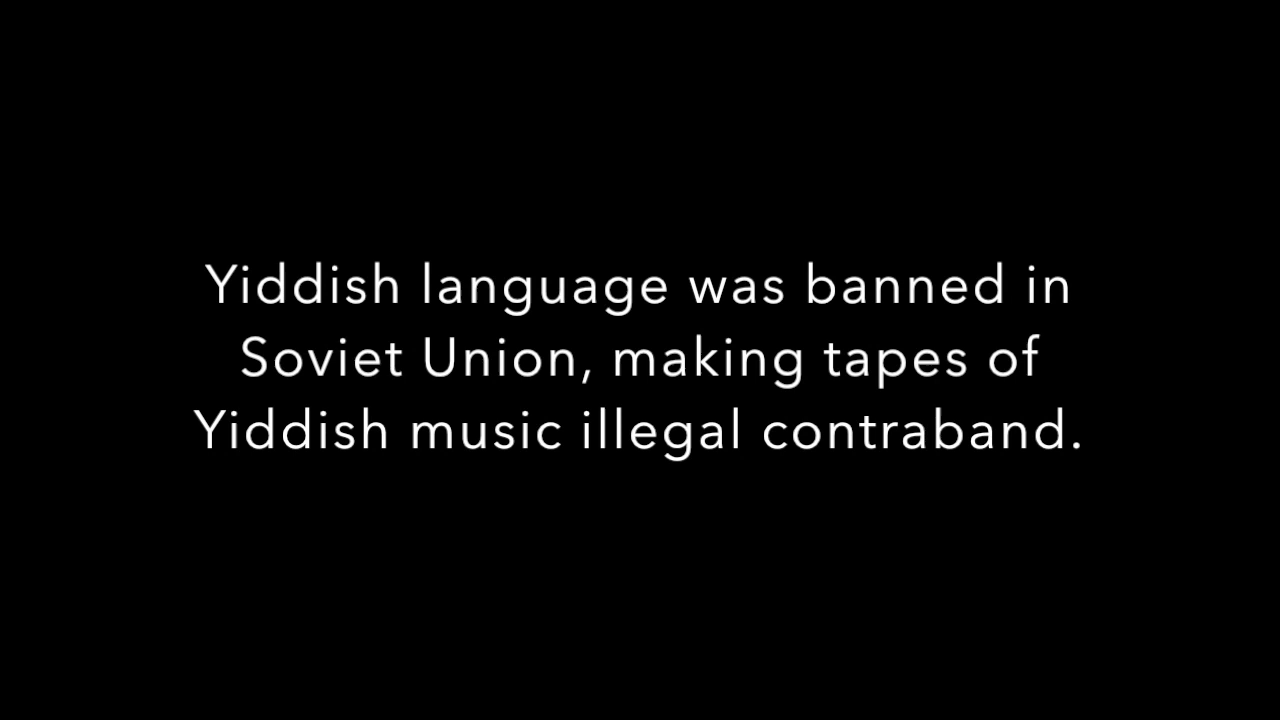 Yiddish language was banned in
Soviet Union, making tapes of
Yiddish music illegal contraband.